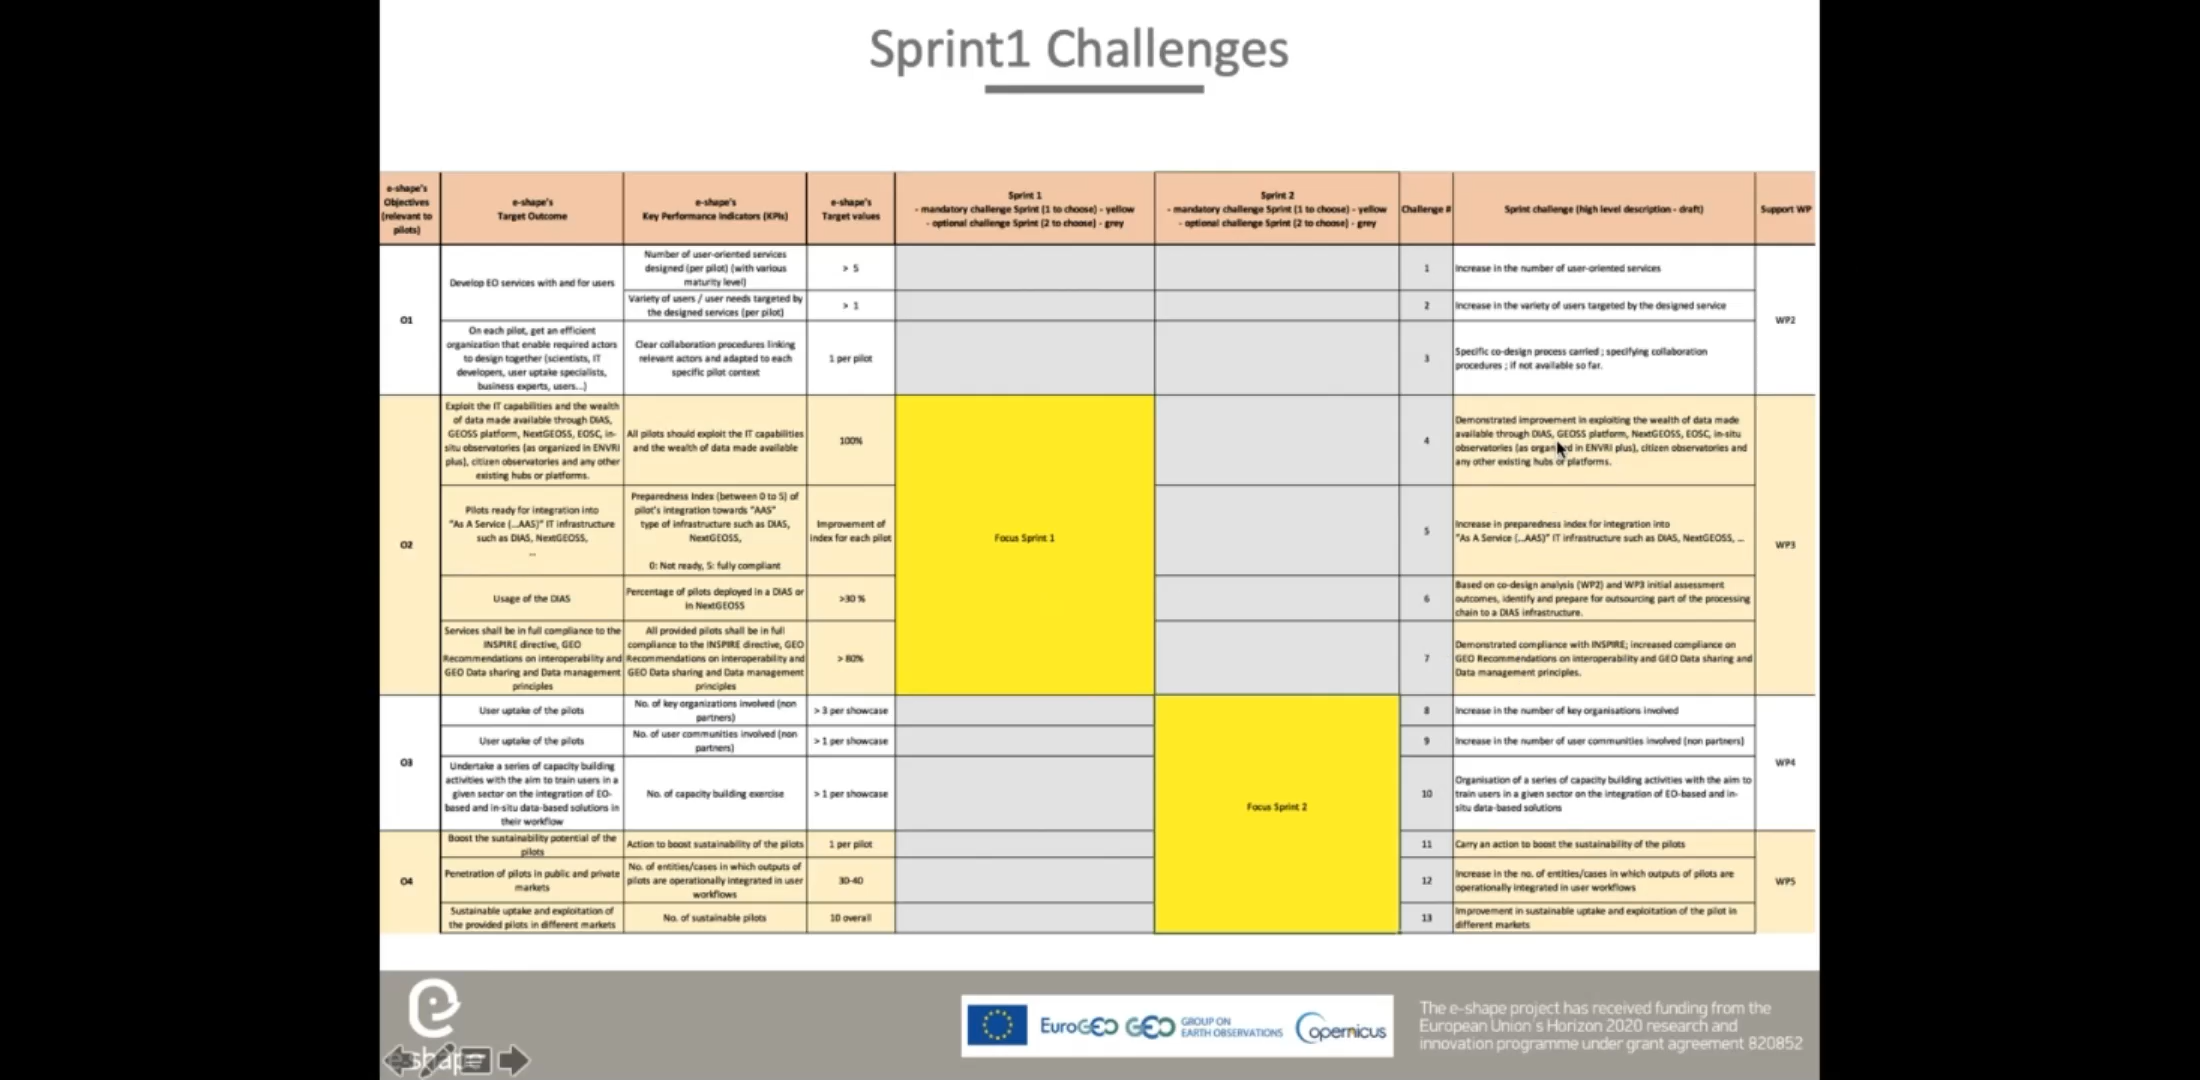 Sprint1 Challenges
e-shape's
Objectives
(relevant to
pilots)
e-shape's
Target Outcome
e-shape's
Key Performance Indicators (KPIs)
e-shape's
Target values
Sprint 1
- mandatory challenge Sprint (1 to choose) - yellow
- optional challenge Sprint (2 to choose) - grey
Sprint 2
- mandatory challenge Sprint (1 to choose) - yellow
- optional challenge Sprint (2 to choose) - grey
Challenge #
Sprint challenge (high level description - draft)
Support WP
O1
Develop EO services with and for users
Number of user-oriented services
designed (per pilot) (with various
maturity level)
> 5
1
Increase in the number of user-oriented services
WP2
Variety of users / user needs targeted by
the designed services (per pilot)
> 1
2
Increase in the variety of users targeted by the designed service
On each pilot, get an efficient
organization that enable required actors
to design together (scientists, IT
developers, user uptake specialists,
business experts, users...)
Clear collaboration procedures linking
relevant actors and adapted to each
specific pilot context
1 per pilot
3
Specific co-design process carried ; specifying collaboration
procedures ; if not available so far.
O2
Exploit the IT capabilities and the wealth
of data made available through DIAS,
GEOSS platform, NextGEOSS, EOSC, in-
situ observatories (as organized in ENVRI
plus), citizen observatories and any other
existing hubs or platforms.
All pilots should exploit the IT capabilities
and the wealth of data made available
100%
Focus Sprint 1
4
Demonstrated improvement in exploiting the wealth of data made
available through DIAS, GEOSS platform, NextGEOSS, EOSC, in-situ
observatories (as organized in ENVRI plus), citizen observatories and
any other existing hubs or platforms.
WP3
Pilots ready for integration into
"As A Service (...AAS)" IT infrastructure
such as DIAS, NextGEOSS,
...
Preparedness Index (between 0 to 5) of
pilot's integration towards "AAS"
type of infrastructure such as DIAS,
NextGEOSS,
0: Not ready, 5: fully compliant
Improvement of
index for each pilot
5
Increase in preparedness index for integration into
"As A Service (...AAS)" IT infrastructure such as DIAS, NextGEOSS, ...
Usage of the DIAS
Percentage of pilots deployed in a DIAS or
in NextGEOSS
>30 %
6
Based on co-design analysis (WP2) and WP3 initial assessment
outcomes, identify and prepare for outsourcing part of the processing
chain to a DIAS infrastructure.
Services shall be in full compliance to the
INSPIRE directive, GEO
Recommendations on interoperability and
GEO Data sharing and Data management
principles
All provided pilots shall be in full
compliance to the INSPIRE directive, GEO
Recommendations on interoperability and
GEO Data sharing and Data management
principles
> 80%
7
Demonstrated compliance with INSPIRE; increased compliance on
GEO Recommendations on interoperability and GEO Data sharing and
Data management principles.
O3
User uptake of the pilots
No. of key organizations involved (non
partners)
> 3 per showcase
Focus Sprint 2
8
Increase in the number of key organisations involved
WP4
User uptake of the pilots
No. of user communities involved (non
partners)
> 1 per showcase
9
Increase in the number of user communities involved (non partners)
Undertake a series of capacity building
activities with the aim to train users in a
given sector on the integration of EO-
based and in-situ data-based solutions in
their workflow
No. of capacity building exercise
> 1 per showcase
10
Organisation of a series of capacity building activities with the aim to
train users in a given sector on the integration of EO-based and in-
situ data-based solutions
O4
Boost the sustainability potential of the
pilots
Action to boost sustainability of the pilots
1 per pilot
11
Carry an action to boost the sustainability of the pilots
WP5
Penetration of pilots in public and private
markets
No. of entities/cases in which outputs of
pilots are operationally integrated in user
workflows
30-40
12
Increase in the no. of entities/cases in which outputs of pilots are
operationally integrated in user workflows
Sustainable uptake and exploitation of
the provided pilots in different markets
No. of sustainable pilots
10 overall
13
Improvement in sustainable uptake and exploitation of the pilot in
different markets
e-shape
EuroGEO GEO GROUP ON
EARTH OBSERVATIONS
Copernicus
The e-shape project has received funding from the
European Union's Horizon 2020 research and
innovation programme under grant agreement 820852